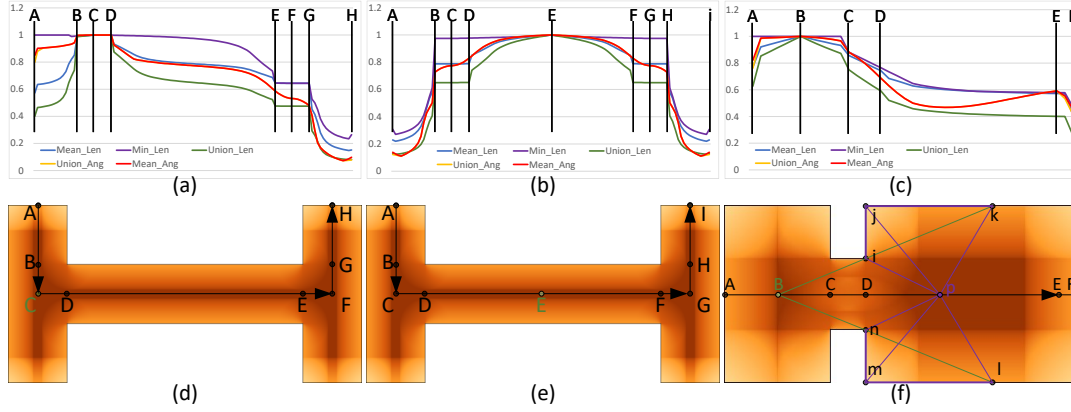 A B C D E F G H
1.2
1
0.8
0.6
0.4
0.2
0
Mean_Len Min_Len Union_Len
Union_Ang Mean_Ang
(a)
A B C D E F G H i
1.2
1
0.8
0.6
0.4
0.2
0
Mean_Len Min_Len Union_Len
Union_Ang Mean_Ang
(b)
A B C D E
1.2
1
0.8
0.6
0.4
0.2
0
Mean_Len Min_Len Union_Len
Union_Ang Mean_Ang
(c)
A H
B G
C D E F
(d)
A I
B H
C D E F G
(e)
j k
i
A B C D E F
n
m l
(f)